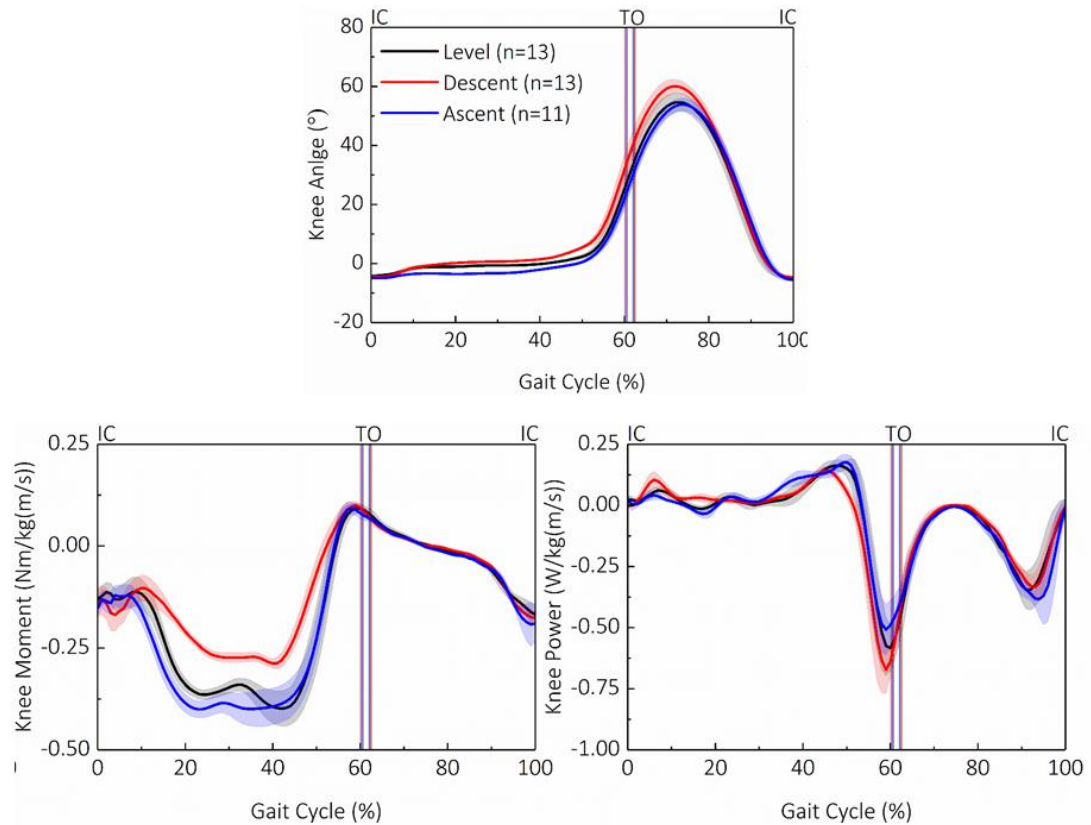 IC TO IC
80
60
40
20
0
-20
Knee Anlge (°)
Level (n=13)
Descent (n=13)
Ascent (n=11)
0 20 40 60 80 100
Gait Cycle (%)
IC TO IC
0.25
0.00
-0.25
-0.50
Knee Moment (Nm/kg(m/s))
0 20 40 60 80 100
Gait Cycle (%)
IC TO IC
0.25
0.00
-0.25
-0.50
-0.75
-1.00
Knee Power (W/kg(m/s))
0 20 40 60 80 100
Gait Cycle (%)